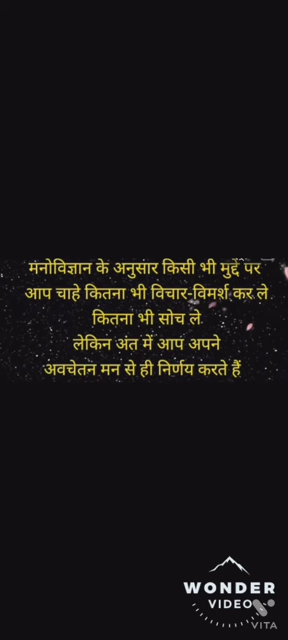 मनोविज्ञान के अनुसार किसी भी मुद्दे पर
आप चाहे कितना भी विचार-विमर्श कर ले
कितना भी सोच ले
लेकिन अंत में आप अपने
अवचेतन मन से ही निर्णय करते हैं
WONDER
VIDEO
VITA